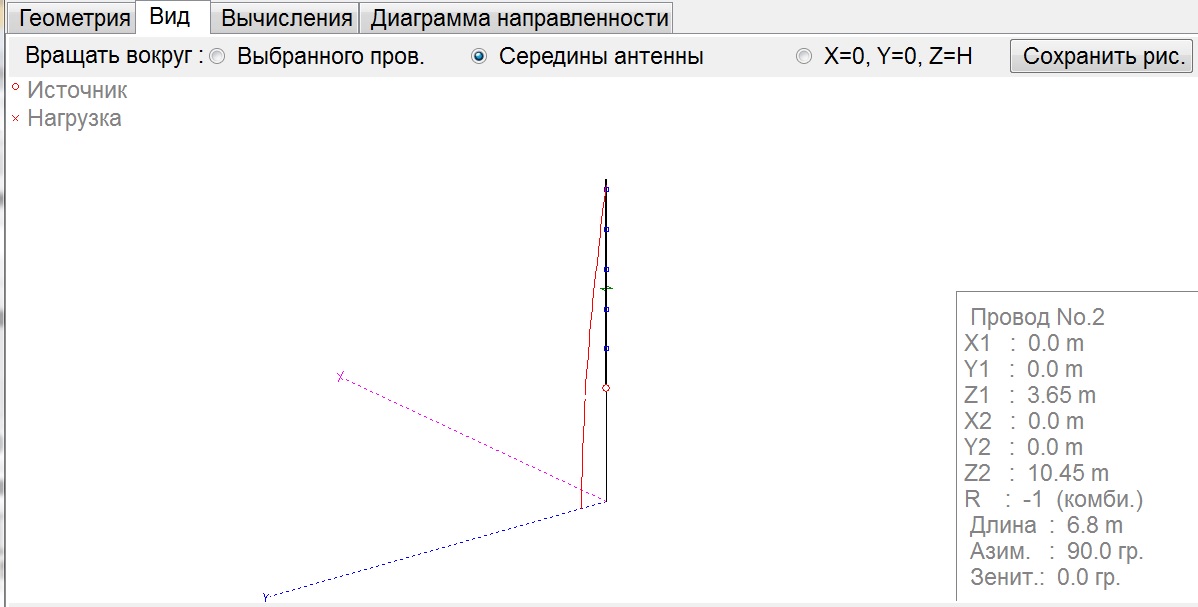 Геометрия Вид Вычисления Диаграмма направленности
Вращать вокруг : Выбранного пров. Середины антенны X=0, Y=0, Z=H Сохранить рис.
Источник
Нагрузка
X
Y
Провод No.2
X1 : 0.0 m
Y1 : 0.0 m
Z1 : 3.65 m
X2 : 0.0 m
Y2 : 0.0 m
Z2 : 10.45 m
R : -1 (комби.)
Длина : 6.8 m
Азим. : 90.0 гр.
Зенит.: 0.0 гр.